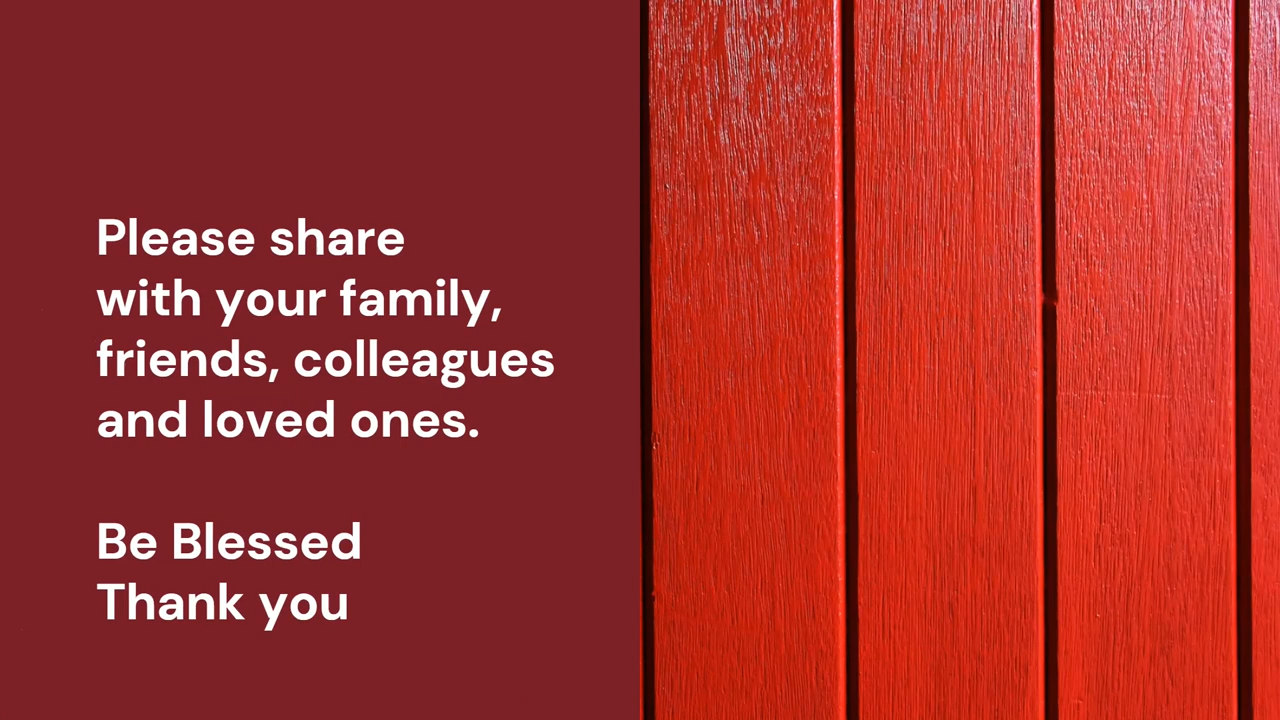 Please share
with your family,
friends, colleagues
and loved ones.
Be Blessed
Thank you